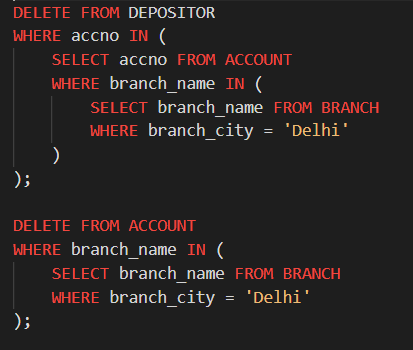 DELETE FROM DEPOSITOR
WHERE accno IN (
    SELECT accno FROM ACCOUNT
    WHERE branch_name IN (
        SELECT branch_name FROM BRANCH
        WHERE branch_city = 'Delhi'
    )
);

DELETE FROM ACCOUNT
WHERE branch_name IN (
    SELECT branch_name FROM BRANCH
    WHERE branch_city = 'Delhi'
);